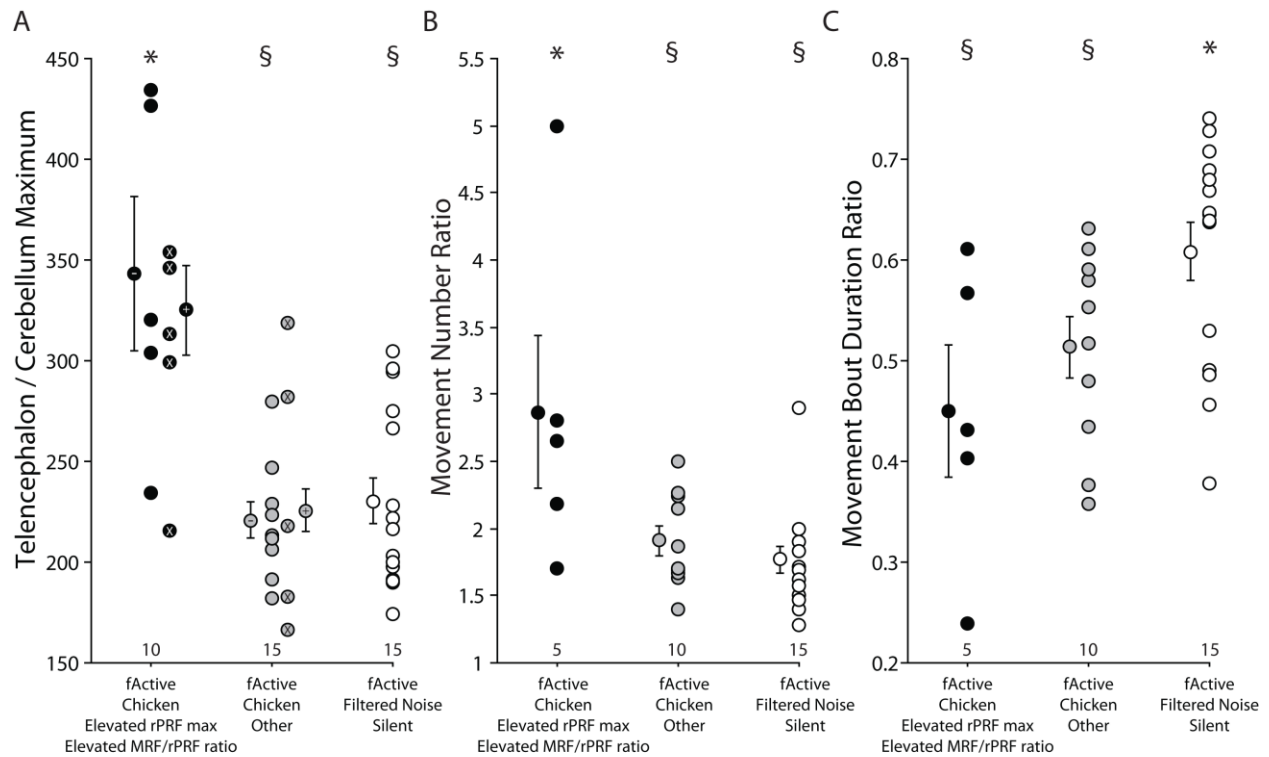 A
B
C
*
§
§
*
§
§
§
§
*
Telencephalon / Cerebellum Maximum
450
400
350
300
250
200
150
10
15
15
fActive
Chicken
Elevated rPRF max
Elevated MRF/rPRF ratio
fActive
Chicken
Other
fActive
Filtered Noise
Silent
Movement Number Ratio
5.5
5
4.5
4
3.5
3
2.5
2
1.5
1
5
10
15
fActive
Chicken
Elevated rPRF max
Elevated MRF/rPRF ratio
fActive
Chicken
Other
fActive
Filtered Noise
Silent
Movement Bout Duration Ratio
0.8
0.7
0.6
0.5
0.4
0.3
0.2
5
10
15
fActive
Chicken
Elevated rPRF max
Elevated MRF/rPRF ratio
fActive
Chicken
Other
fActive
Filtered Noise
Silent